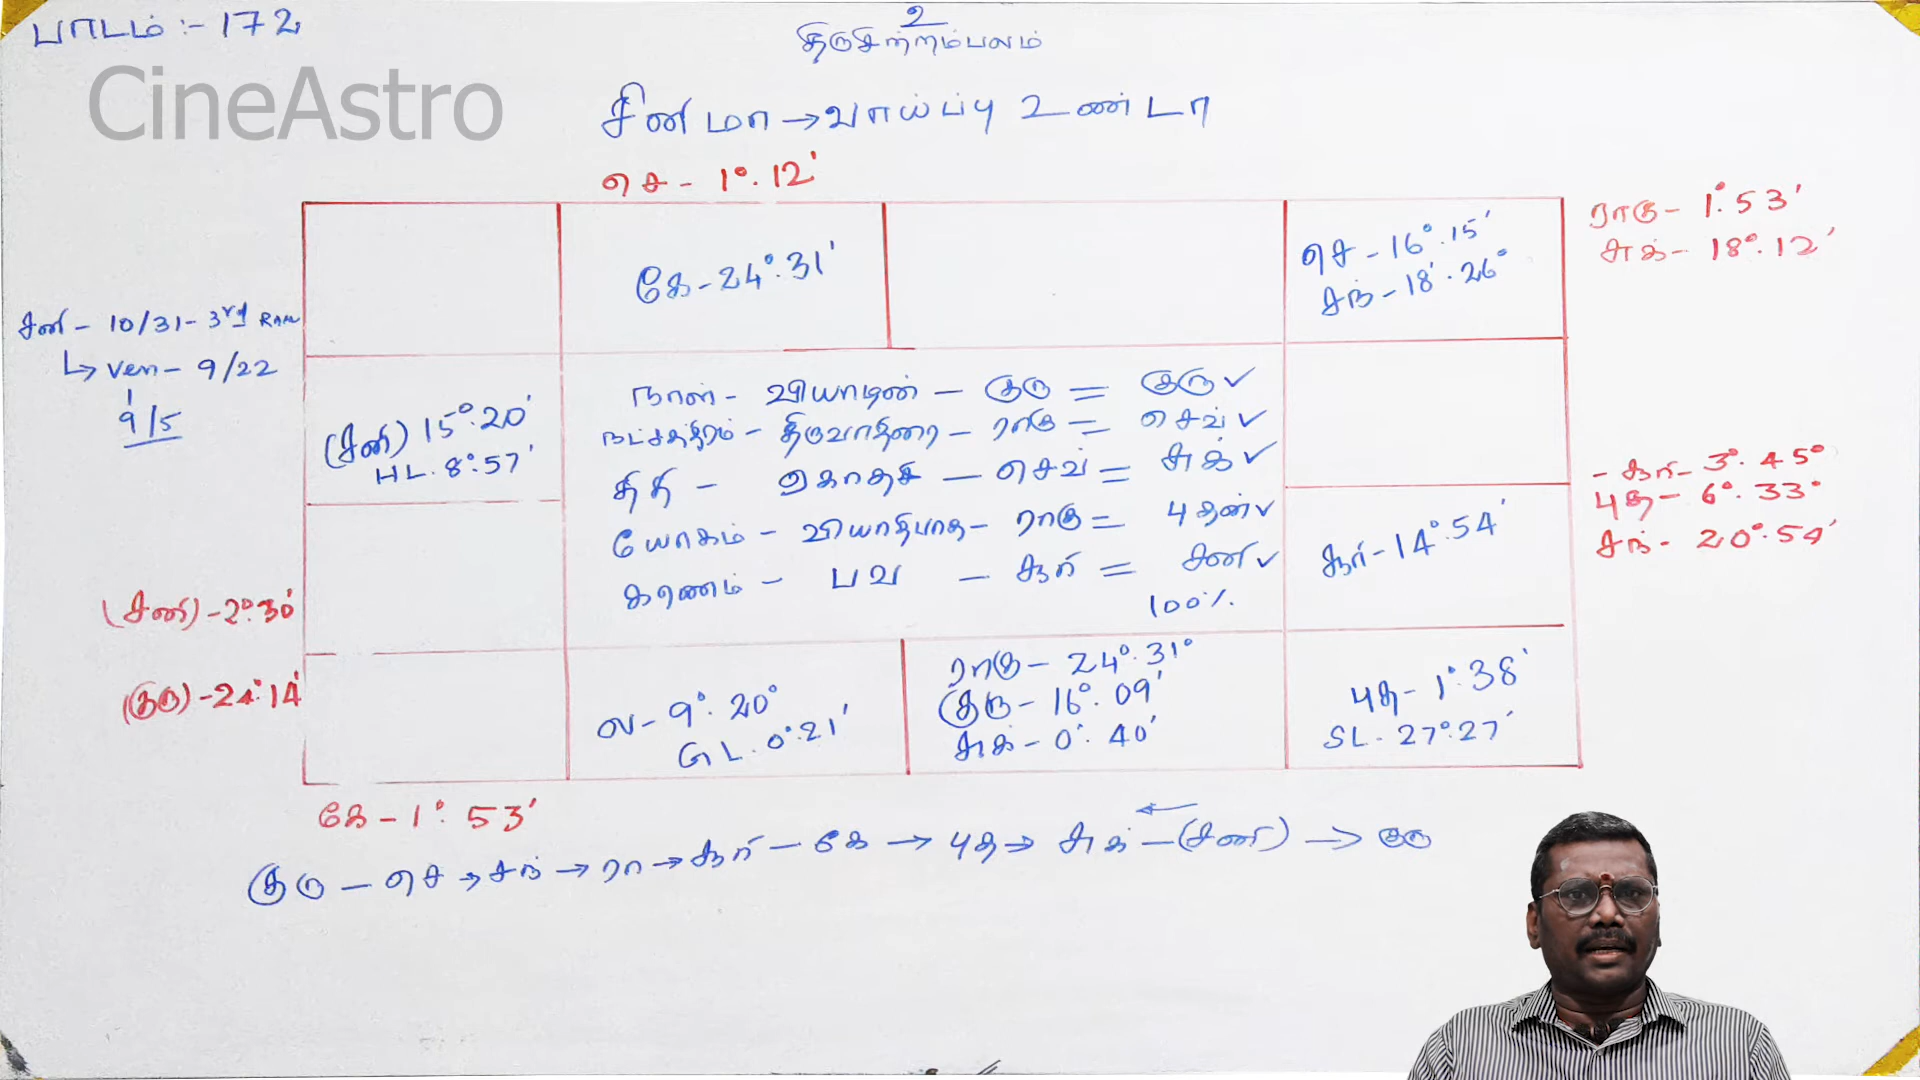 பாடம் :- 172
உ
திருசிற்றம்பலம்
CineAstro
சினிமா → வாய்ப்பு உண்டா
செ - 1°.12'
ராகு - 1°.53'
சுக் - 18°.12'
கே - 24°.31'
செ - 16°.15'
சந் - 18'.26°
சனி - 10/31 - 3rd
↳ Ven - 9/22
9/5
(சனி) 15°.20'
HL. 8°.57'
நாள் - வியாழன் - குரு = குரு ✓
நட்சத்திரம் - திருவாதிரை - ராகு = செவ் ✓
திதி - ஏகாதசி - செவ் = சுக் ✓
யோகம் - வியாதிபாத - ராகு = புதன் ✓
கரணம் - பவ - சூரி = சனி ✓
100%.
- சூரி - 3°.45°
புத - 6°.33°
சந் - 20°.54'
சூரி - 14°.54'
(சனி) - 2°.30'
(குரு) - 24°.14'
ல - 9°.20°
GL. 0°.21'
ராகு - 24°.31°
குரு - 16°.09'
சுக் - 0°.40'
புத - 1°.38'
SL - 27°.27'
கே - 1°.53'
குரு - செ → சந் → ரா → சூரி - கே → புத → சுக் - (சனி) → குரு